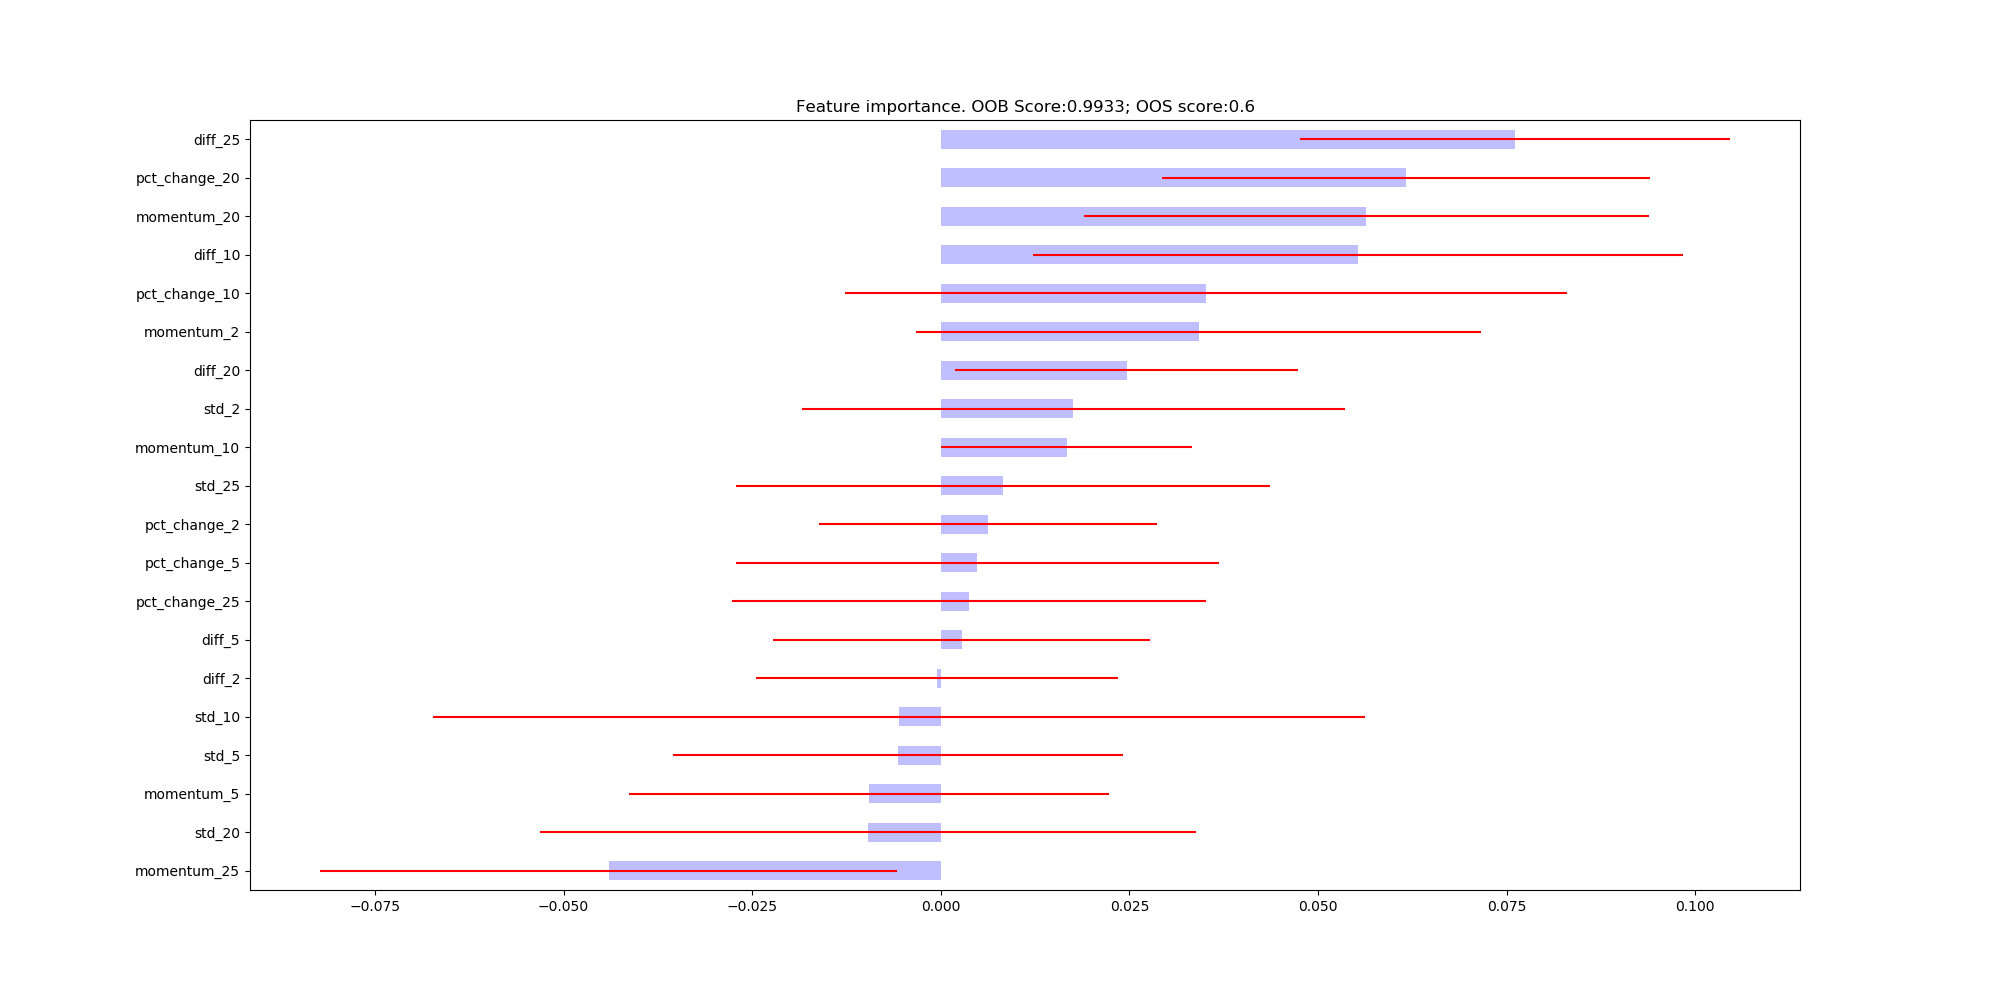 Feature importance. OOB Score:0.9933; OOS score:0.6
diff_25
pct_change_20
momentum_20
diff_10
pct_change_10
momentum_2
diff_20
std_2
momentum_10
std_25
pct_change_2
pct_change_5
pct_change_25
diff_5
diff_2
std_10
std_5
momentum_5
std_20
momentum_25
−0.075 −0.050 −0.025 0.000 0.025 0.050 0.075 0.100